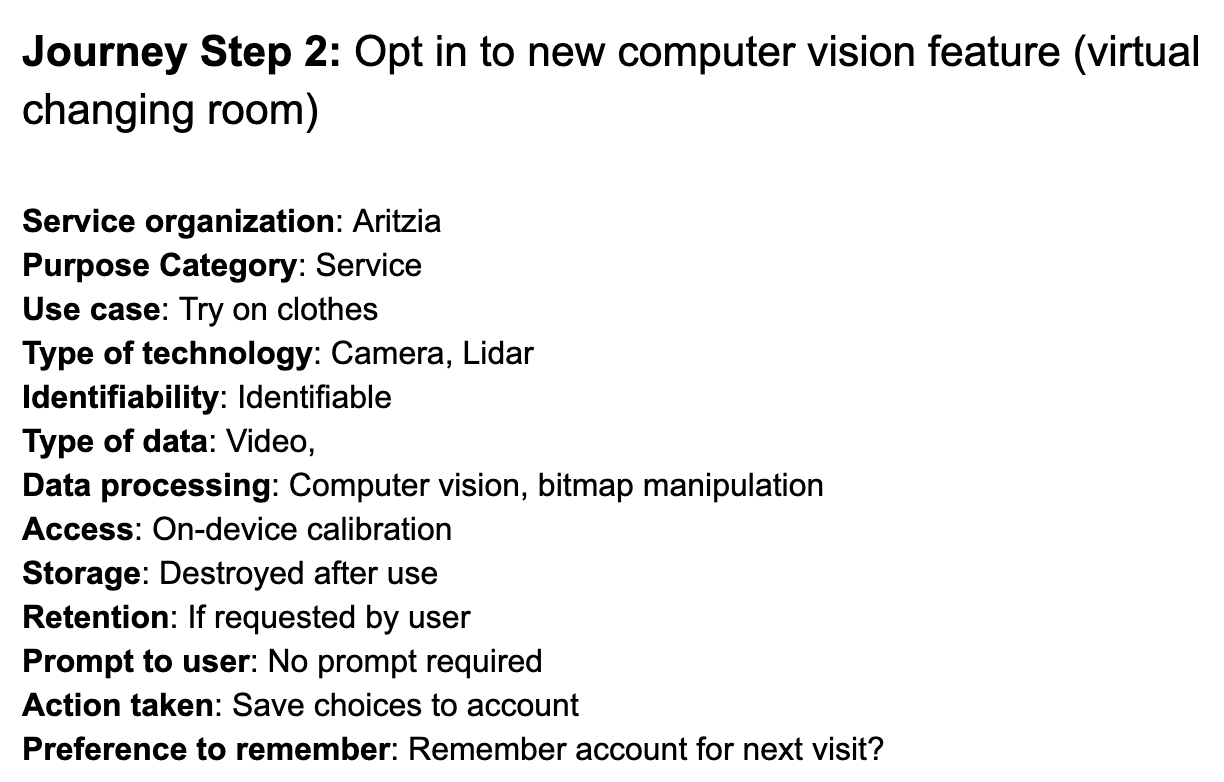 Journey Step 2: Opt in to new computer vision feature (virtual
changing room)
Service organization: Aritzia
Purpose Category: Service
Use case: Try on clothes
Type of technology: Camera, Lidar
Identifiability: Identifiable
Type of data: Video,
Data processing: Computer vision, bitmap manipulation
Access: On-device calibration
Storage: Destroyed after use
Retention: If requested by user
Prompt to user: No prompt required
Action taken: Save choices to account
Preference to remember: Remember account for next visit?